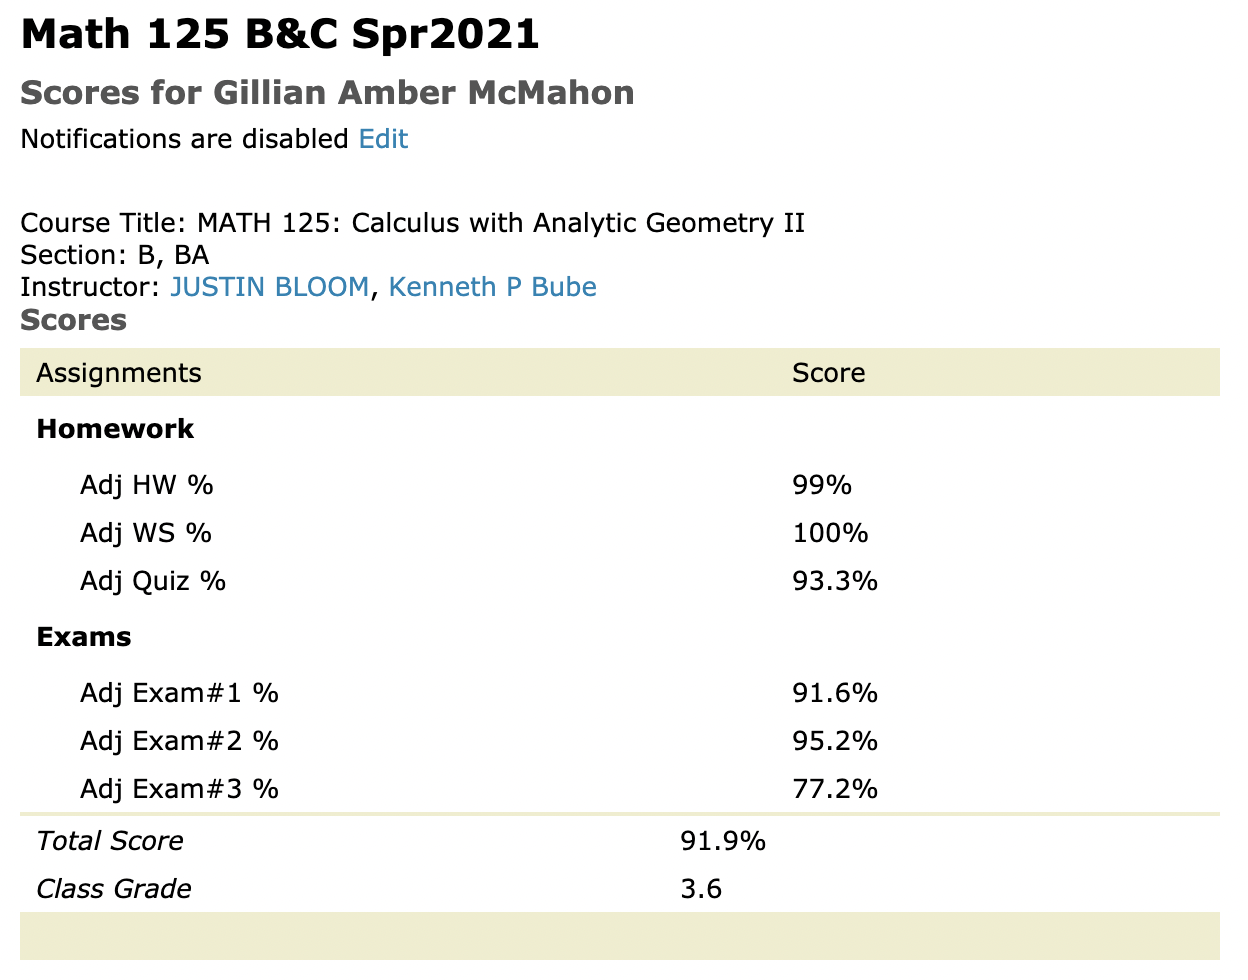 Math 125 B&C Spr2021
Scores for Gillian Amber McMahon
Notifications are disabled Edit
Course Title: MATH 125: Calculus with Analytic Geometry II
Section: B, BA
Instructor: JUSTIN BLOOM, Kenneth P Bube
Scores
Assignments Score
Homework
Adj HW % 99%
Adj WS % 100%
Adj Quiz % 93.3%
Exams
Adj Exam#1 % 91.6%
Adj Exam#2 % 95.2%
Adj Exam#3 % 77.2%
Total Score 91.9%
Class Grade 3.6